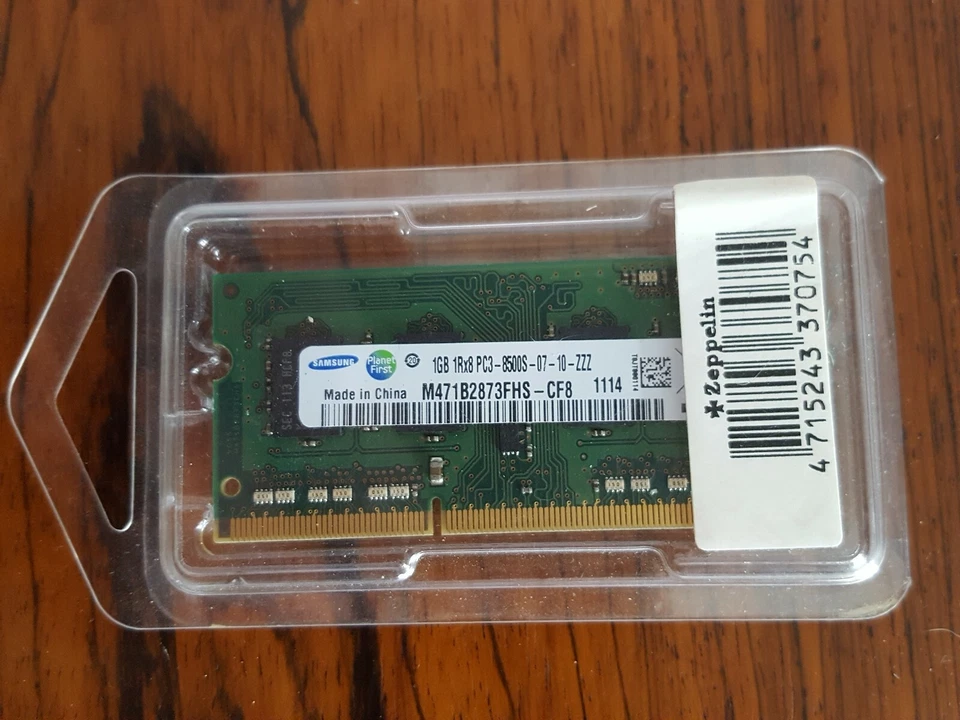 SAMSUNG
Planet First
20
1GB 1Rx8 PC3-8500S-07-10-ZZZ
Made in China
M471B2873FHS-CF8
1114
*Zeppelin
4 715243 370754